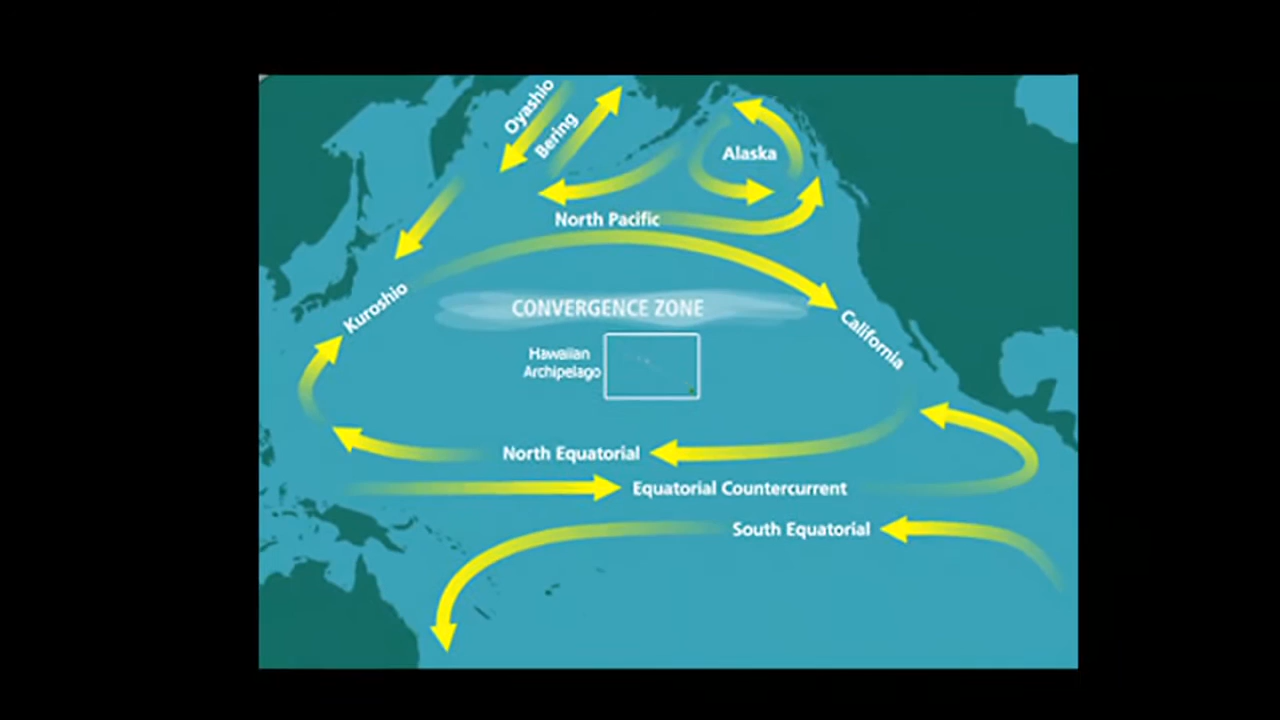 Oyashio
Bering
Alaska
North Pacific
Kuroshio
CONVERGENCE ZONE
California
Hawaiian
Archipelago
North Equatorial
Equatorial Countercurrent
South Equatorial